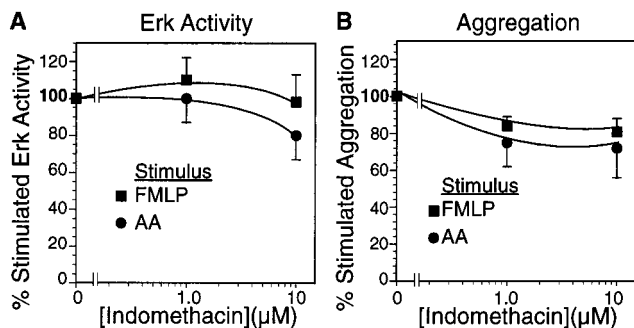 A Erk Activity
% Stimulated Erk Activity
120
100
80
60
40
20
0
Stimulus
FMLP
AA
0 1.0 10
[Indomethacin](µM)
B Aggregation
% Stimulated Aggregation
120
100
80
60
40
20
0
Stimulus
FMLP
AA
0 1.0 10
[Indomethacin](µM)